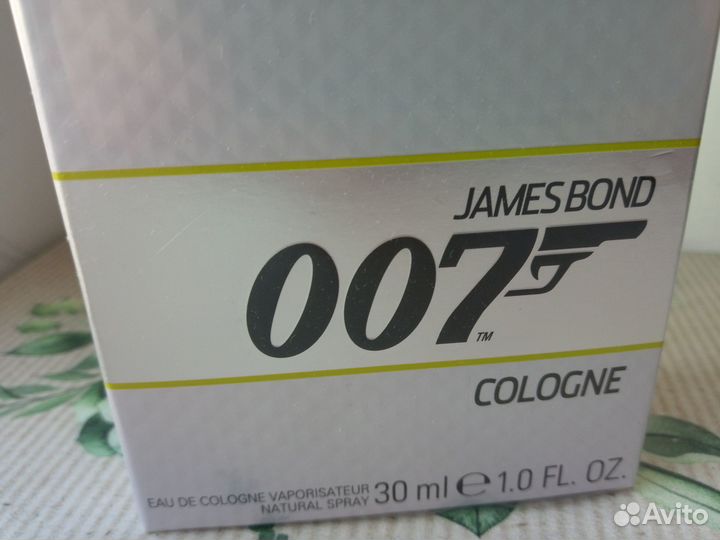 JAMES BOND
007 ™
COLOGNE
EAU DE COLOGNE VAPORISATEUR
NATURAL SPRAY
30 ml ℮ 1.0 FL. OZ.
Avito